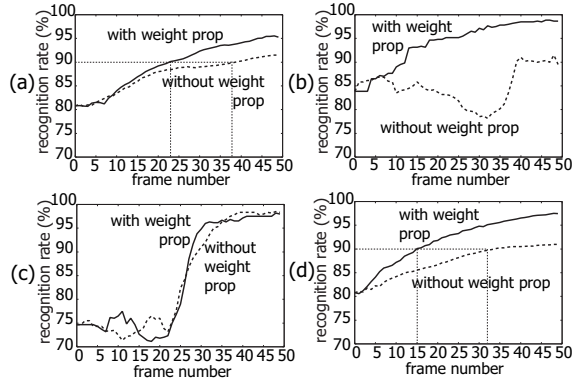 100
95
90
85
80
75
70
recognition rate (%)
with weight prop
without weight
prop
(a)
0 5 10 15 20 25 30 35 40 45 50
frame number
100
95
90
85
80
75
70
recognition rate (%)
with weight
prop
without weight prop
(b)
0 5 10 15 20 25 30 35 40 45 50
frame number
100
95
90
85
80
75
70
recognition rate (%)
with weight
prop
without
weight
prop
(c)
0 5 10 15 20 25 30 35 40 45 50
frame number
100
95
90
85
80
75
70
recognition rate (%)
with weight
prop
without weight prop
(d)
0 5 10 15 20 25 30 35 40 45 50
frame number